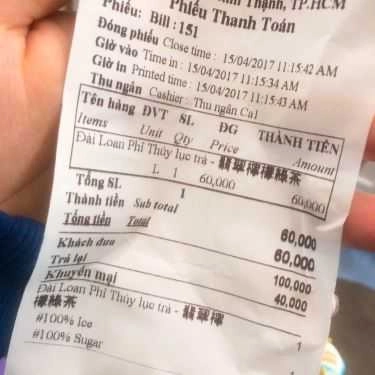 Thạnh, TP.HCM
Phiếu Thanh Toán
Phiếu: Bill : 151
Đóng phiếu Close time : 15/04/2017 11:15:42 AM
Giờ vào Time in : 15/04/2017 11:15:34 AM
Giờ in Printed time : 15/04/2017 11:15:43 AM
Thu ngân Cashier : Thu ngân Ca1
Tên hàng ĐVT SL ĐG THÀNH TIỀN
Items Unit Qty Price Amount
Đài Loan Phỉ Thúy lục trà - 翡翠檸檬綠茶
L 1 60,000 60,000
Tổng SL 1
Thành tiền Sub total 60,000
Tổng tiền Total 60,000
Khách đưa 100,000
Trả lại 40,000
Khuyến mại
Đài Loan Phỉ Thúy lục trà - 翡翠檸 1
檬綠茶
#100% Ice 1
#100% Sugar